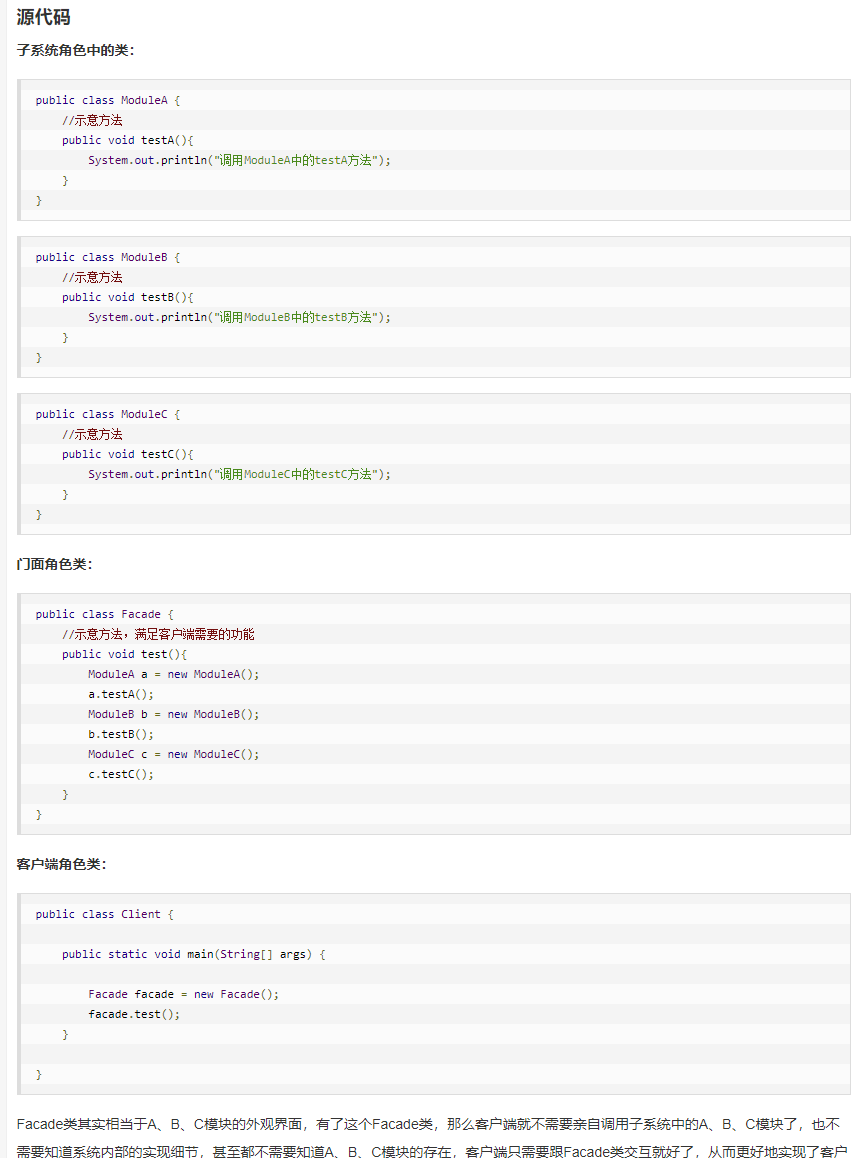 源代码
子系统角色中的类：
public class ModuleA {
    //示意方法
    public void testA(){
        System.out.println("调用ModuleA中的testA方法");
    }
}
public class ModuleB {
    //示意方法
    public void testB(){
        System.out.println("调用ModuleB中的testB方法");
    }
}
public class ModuleC {
    //示意方法
    public void testC(){
        System.out.println("调用ModuleC中的testC方法");
    }
}
门面角色类：
public class Facade {
    //示意方法，满足客户端需要的功能
    public void test(){
        ModuleA a = new ModuleA();
        a.testA();
        ModuleB b = new ModuleB();
        b.testB();
        ModuleC c = new ModuleC();
        c.testC();
    }
}
客户端角色类：
public class Client {
    public static void main(String[] args) {
        Facade facade = new Facade();
        facade.test();
    }
}
Facade类其实相当于A、B、C模块的外观界面，有了这个Facade类，那么客户端就不需要亲自调用子系统中的A、B、C模块了，也不
需要知道系统内部的实现细节，甚至都不需要知道A、B、C模块的存在，客户端只需要跟Facade类交互就好了，从而更好地实现了客户